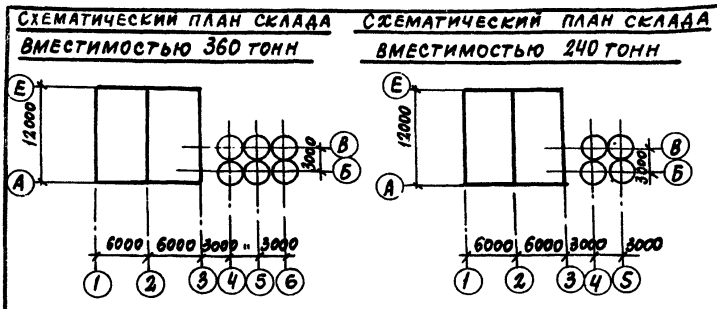 СХЕМАТИЧЕСКИЙ ПЛАН СКЛАДА
ВМЕСТИМОСТЬЮ 360 ТОНН
Е
12000
А
В
3000
Б
6000 6000 3000 " 3000
1 2 3 4 5 6
СХЕМАТИЧЕСКИЙ ПЛАН СКЛАДА
ВМЕСТИМОСТЬЮ 240 ТОНН
Е
12000
А
В
3000
Б
6000 6000 3000 3000
1 2 3 4 5